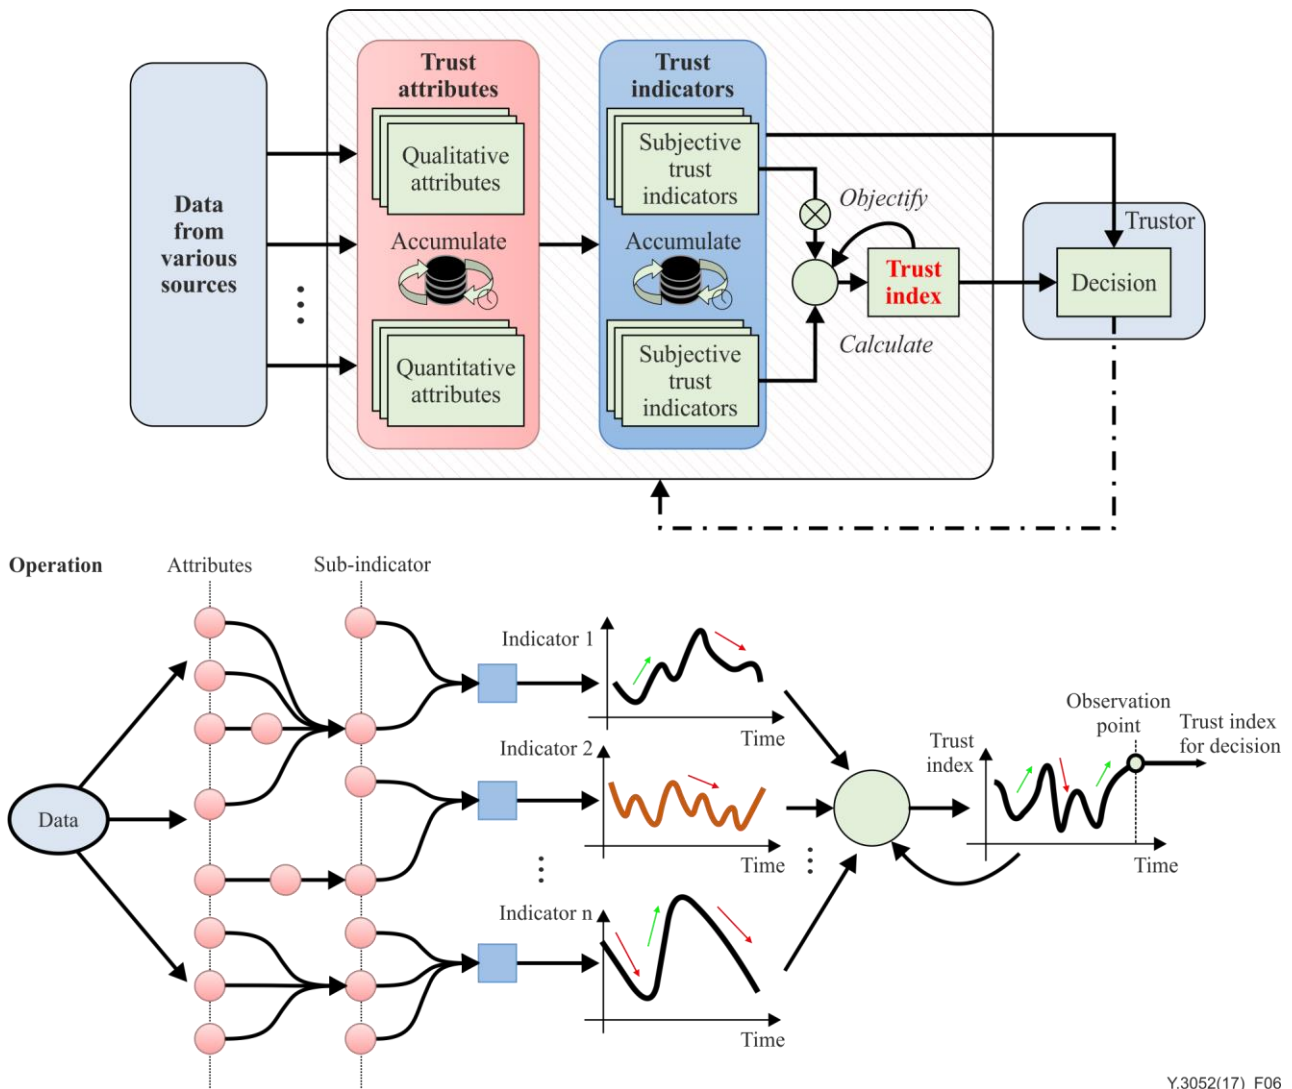 Trust
attributes
Trust
indicators
Data
from
various
sources
Qualitative
attributes
Accumulate
Quantitative
attributes
Subjective
trust
indicators
Accumulate
Subjective
trust
indicators
Objectify
Trust
index
Calculate
Trustor
Decision
Operation
Attributes
Sub-indicator
Data
Indicator 1
Time
Indicator 2
Time
Indicator n
Time
Trust
index
Observation
point
Trust index
for decision
Time
Y.3052(17)_F06